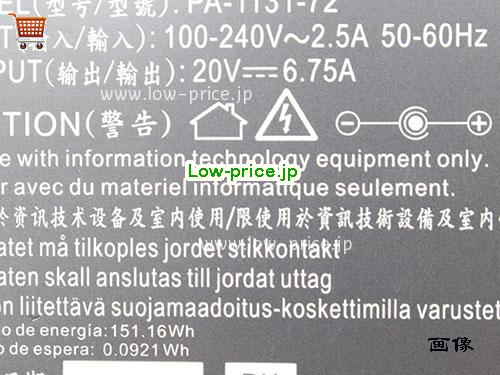 EL(型号/型號): PA-1131-72
T(输入/輸入): 100-240V～2.5A 50-60Hz
PUT(输出/輸出): 20V⎓6.75A
www.low-price.jp
TION(警告)
e with information technology equipment only.
Low-price.jp
r avec du materiel informatique seulement.
於资讯技术设备及室内使用/限使用於資訊技術設備及室內
www.low-price.jp
atet må tilkoples jordet stikkontakt
aten skall anslutas till jordat uttag
n liitettävä suojamaadoitus-koskettimilla varustet
o de energía: 151.16Wh
o de espera: 0.0921Wh
画像